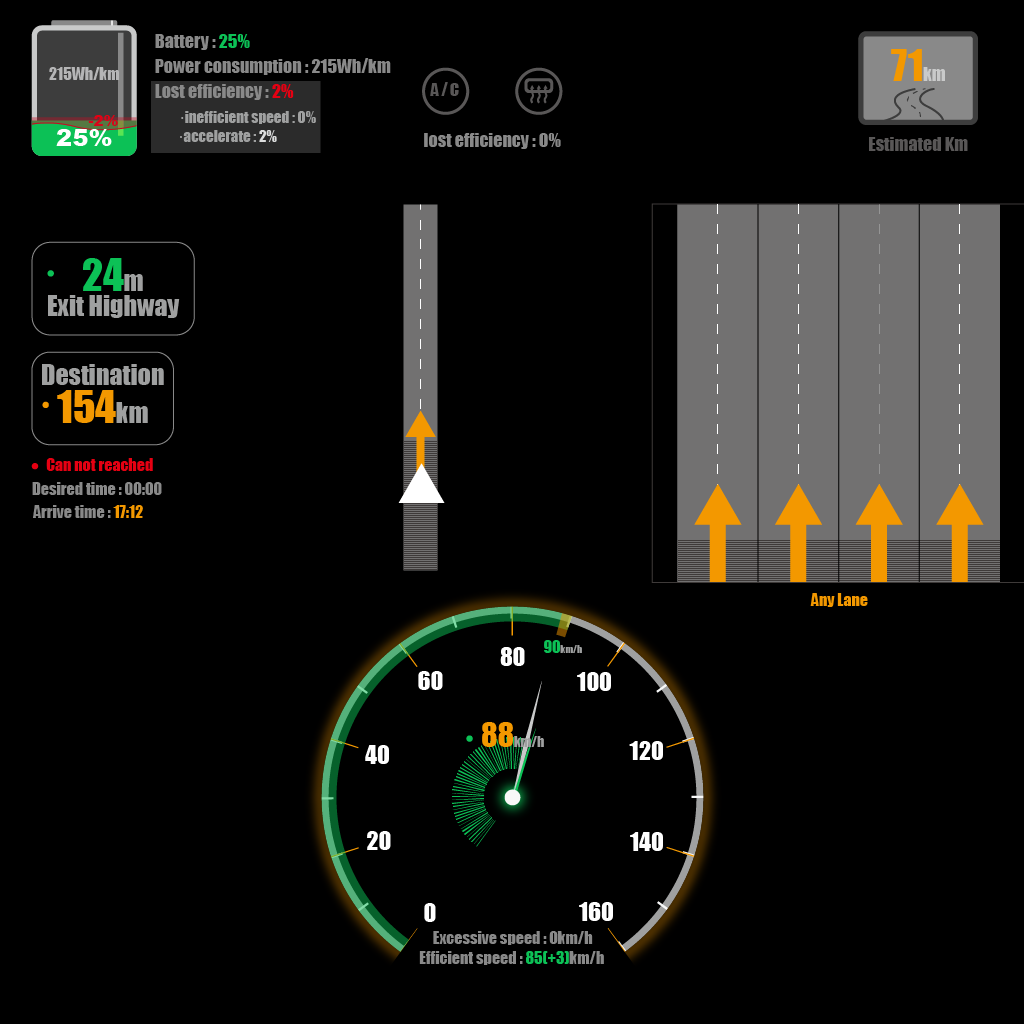 Battery : 25%
Power consumption : 215Wh/km
Lost efficiency : 2%
·inefficient speed : 0%
·accelerate : 2%
215Wh/km
-2%
25%
A/C
lost efficiency : 0%
71km
Estimated Km
24m
Exit Highway
Destination
154km
Can not reached
Desired time : 00:00
Arrive time : 17:12
Any Lane
80
90km/h
60
100
88km/h
40
120
20
140
0
160
Excessive speed : 0km/h
Efficient speed : 85(+3)km/h